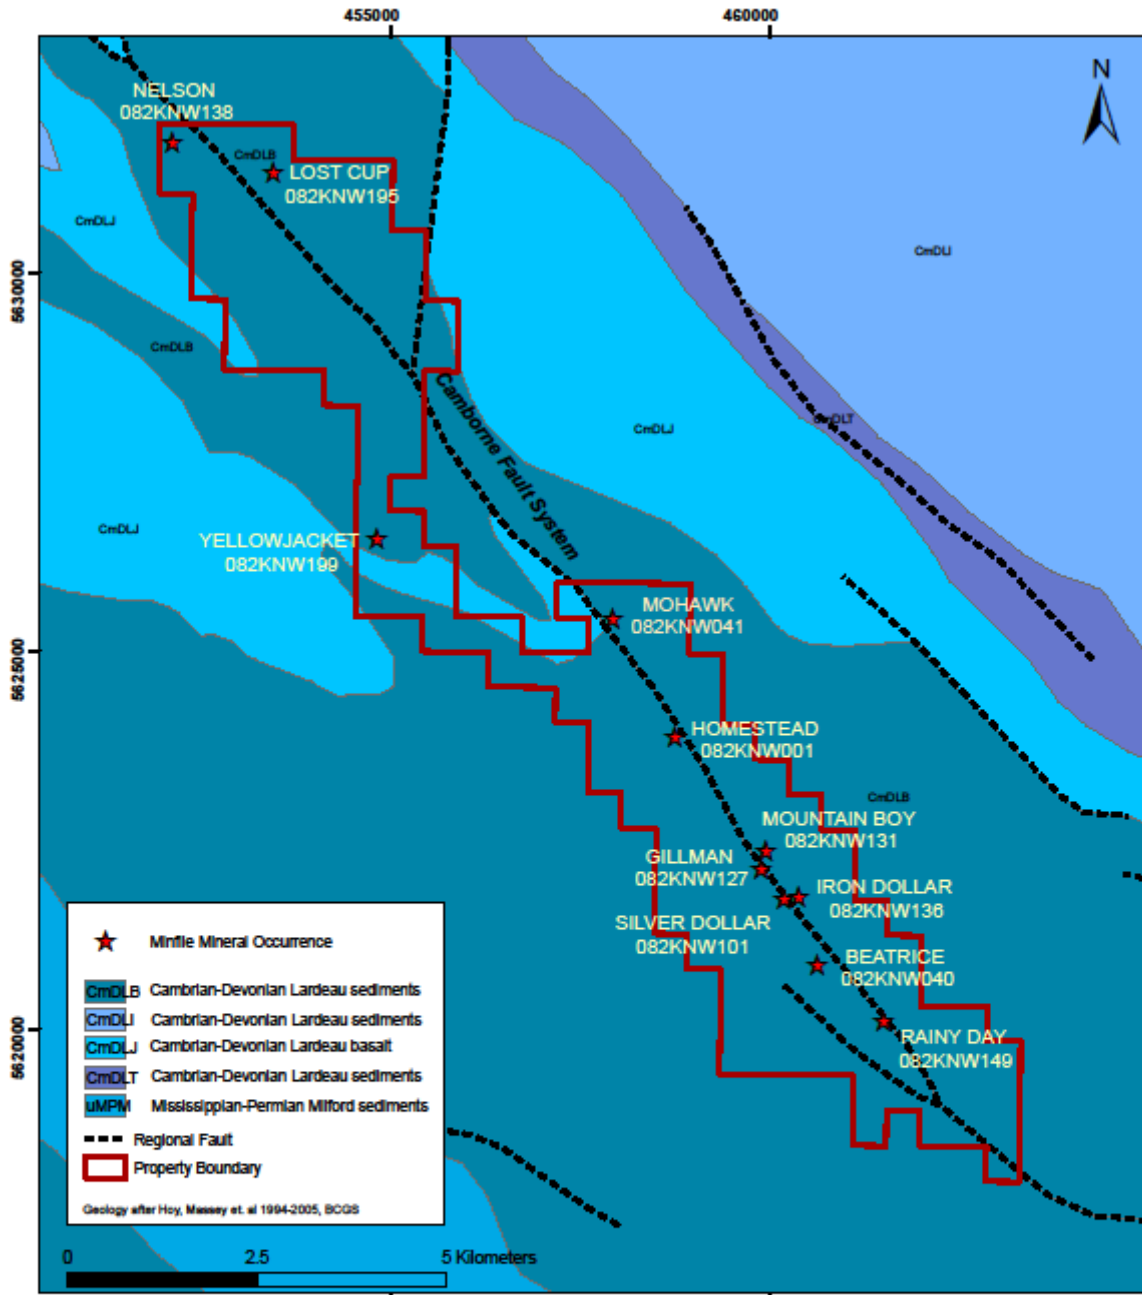 455000
460000
N
NELSON
082KNW138
CmDLB
LOST CUP
082KNW195
CmDLJ
CmDLI
5630000
CmDLB
CmDLT
CmDLJ
Camborne Fault System
CmDLJ
YELLOWJACKET
082KNW199
MOHAWK
082KNW041
5625000
HOMESTEAD
082KNW001
CmDLB
MOUNTAIN BOY
082KNW131
GILLMAN
082KNW127
IRON DOLLAR
082KNW136
SILVER DOLLAR
082KNW101
BEATRICE
082KNW040
RAINY DAY
082KNW149
5620000
Minfile Mineral Occurrence
CmDLB Cambrian-Devonian Lardeau sediments
CmDLI Cambrian-Devonian Lardeau sediments
CmDLJ Cambrian-Devonian Lardeau basalt
CmDLT Cambrian-Devonian Lardeau sediments
uMPM Mississippian-Permian Milford sediments
Regional Fault
Property Boundary
Geology after Hoy, Massey et. al 1994-2005, BCGS
0 2.5 5 Kilometers